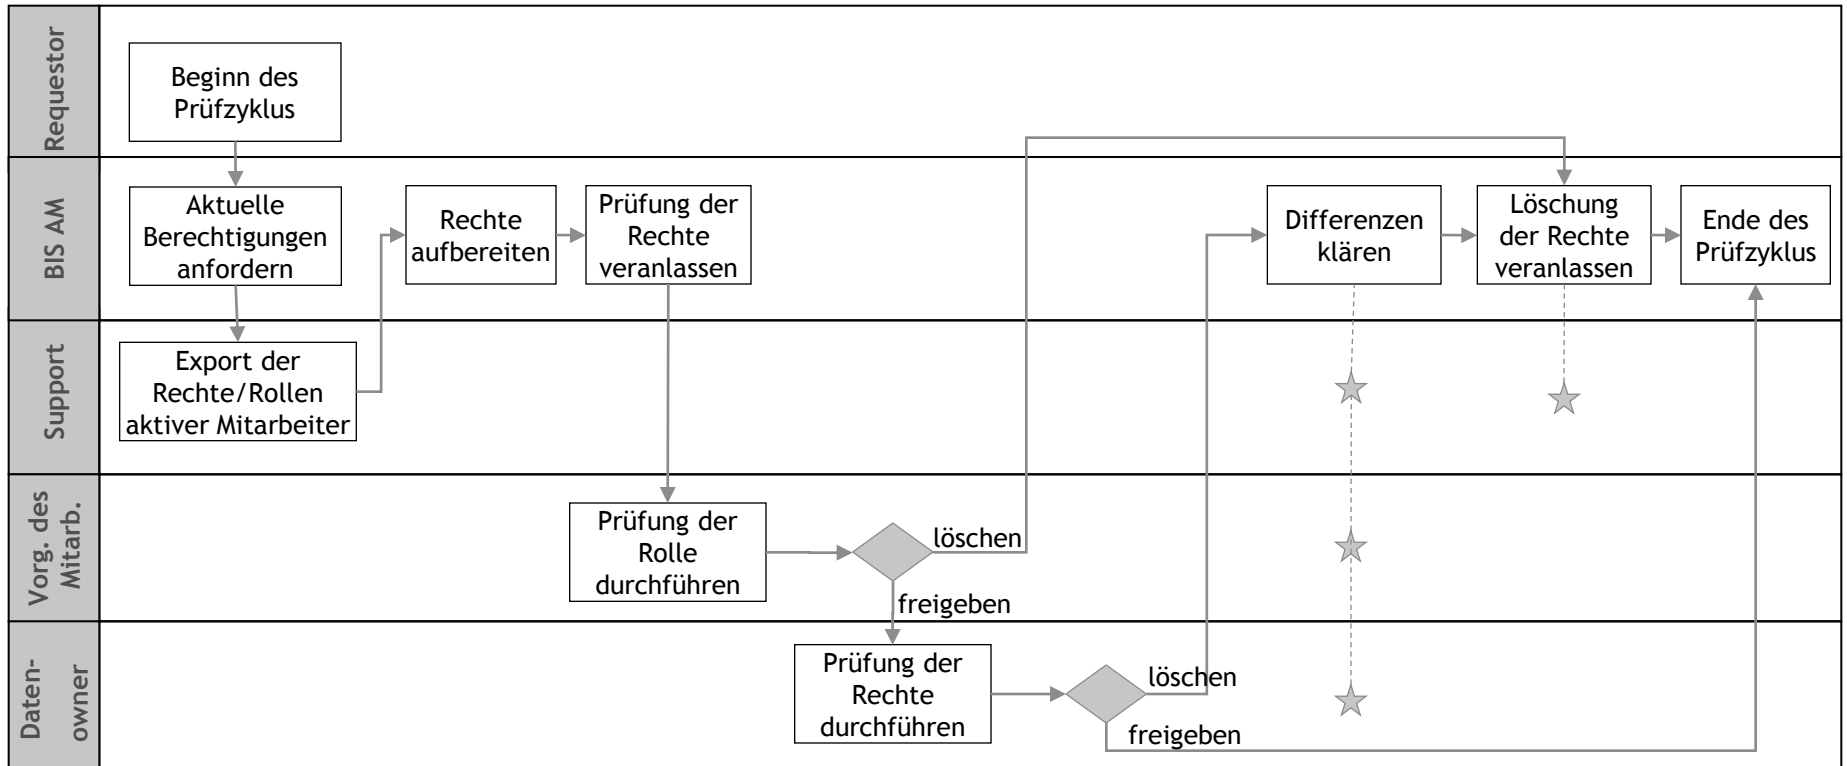 Requestor
Beginn des
Prüfzyklus
BIS AM
Aktuelle
Berechtigungen
anfordern
Rechte
aufbereiten
Prüfung der
Rechte
veranlassen
Differenzen
klären
Löschung
der Rechte
veranlassen
Ende des
Prüfzyklus
Support
Export der
Rechte/Rollen
aktiver Mitarbeiter
Vorg. des
Mitarb.
Prüfung der
Rolle
durchführen
löschen
freigeben
Daten-
owner
Prüfung der
Rechte
durchführen
löschen
freigeben